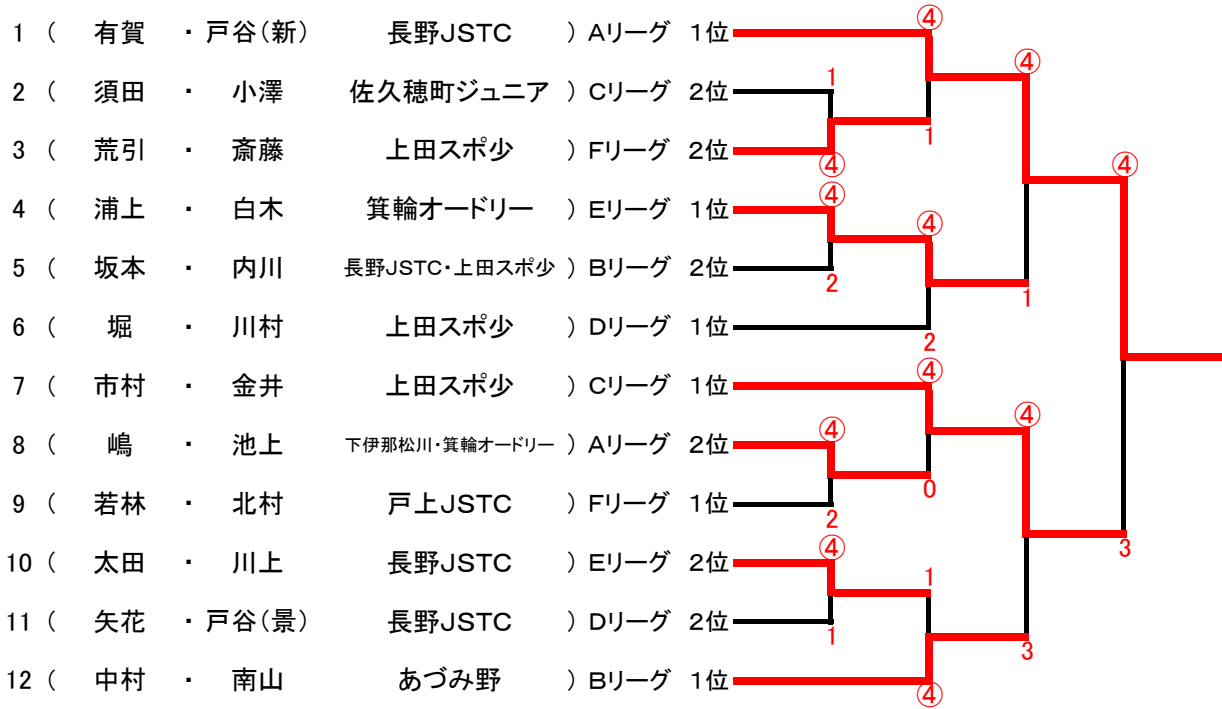 ④
1 ( 有賀 ・ 戸谷(新) 長野JSTC ) Aリーグ 1位
④
1
2 ( 須田 ・ 小澤 佐久穂町ジュニア ) Cリーグ 2位
1
3 ( 荒引 ・ 斎藤 上田スポ少 ) Fリーグ 2位
④
④
④
4 ( 浦上 ・ 白木 箕輪オードリー ) Eリーグ 1位
④
5 ( 坂本 ・ 内川 長野JSTC・上田スポ少 ) Bリーグ 2位
2
1
6 ( 堀 ・ 川村 上田スポ少 ) Dリーグ 1位
2
④
7 ( 市村 ・ 金井 上田スポ少 ) Cリーグ 1位
④
④
8 ( 嶋 ・ 池上 下伊那松川・箕輪オードリー ) Aリーグ 2位
0
9 ( 若林 ・ 北村 戸上JSTC ) Fリーグ 1位
2
④
3
10 ( 太田 ・ 川上 長野JSTC ) Eリーグ 2位
1
11 ( 矢花 ・ 戸谷(景) 長野JSTC ) Dリーグ 2位
1
3
12 ( 中村 ・ 南山 あづみ野 ) Bリーグ 1位
④